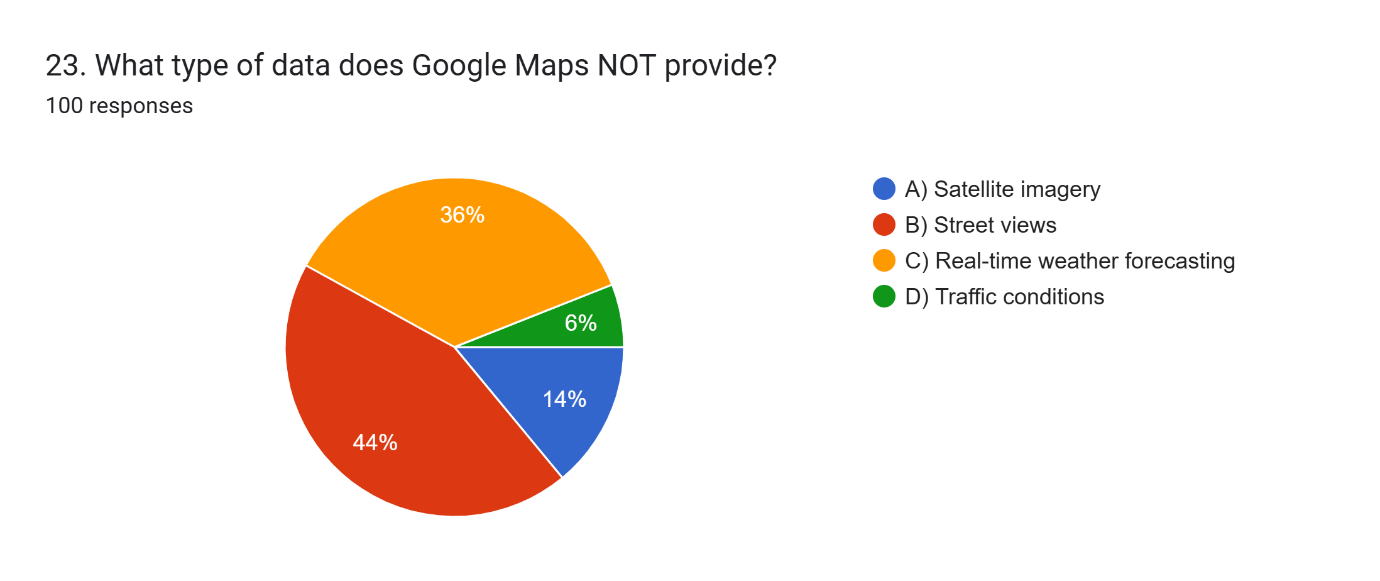 23. What type of data does Google Maps NOT provide?
100 responses
36%
6%
14%
44%
A) Satellite imagery
B) Street views
C) Real-time weather forecasting
D) Traffic conditions